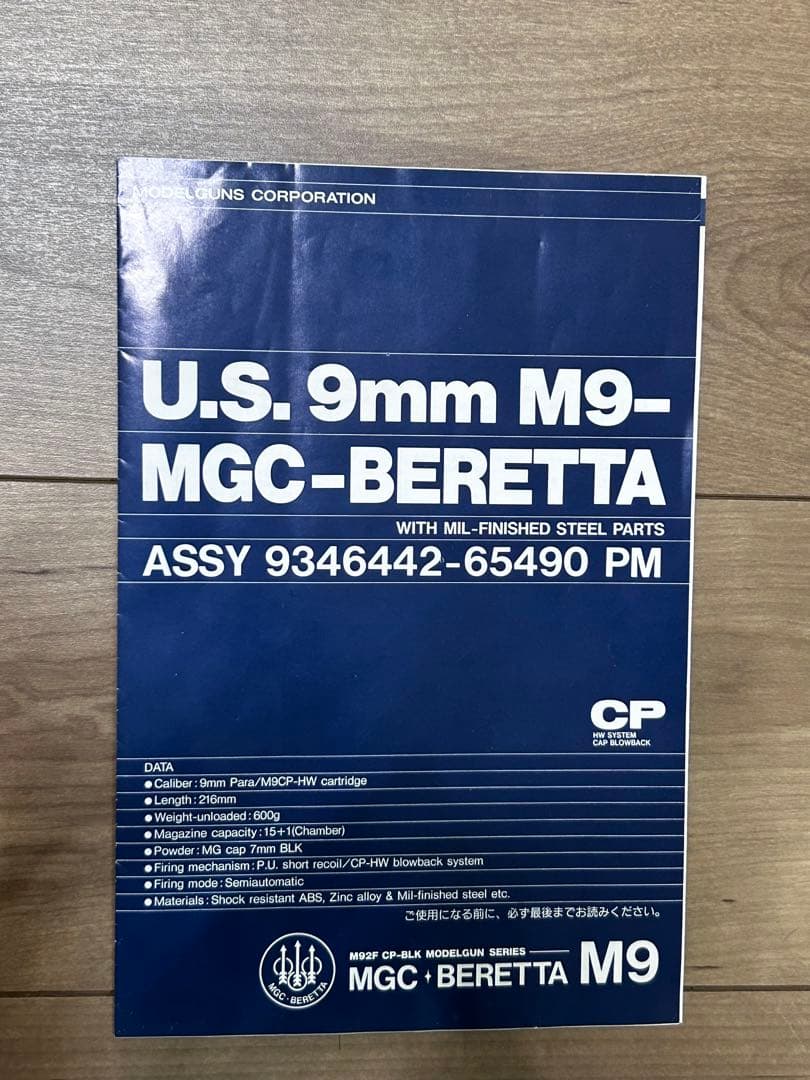 MODELGUNS CORPORATION
U.S. 9mm M9-
MGC-BERETTA
WITH MIL-FINISHED STEEL PARTS
ASSY 9346442-65490 PM
CP
HW SYSTEM
CAP BLOWBACK
DATA
●Caliber:9mm Para/M9CP-HW cartridge
●Length:216mm
●Weight-unloaded:600g
●Magazine capacity:15+1(Chamber)
●Powder:MG cap 7mm BLK
●Firing mechanism:P.U. short recoil/CP-HW blowback system
●Firing mode:Semiautomatic
●Materials:Shock resistant ABS, Zinc alloy & Mil-finished steel etc.
ご使用になる前に、必ず最後までお読みください。
MGC・BERETTA
M92F CP-BLK MODELGUN SERIES
MGC BERETTA M9